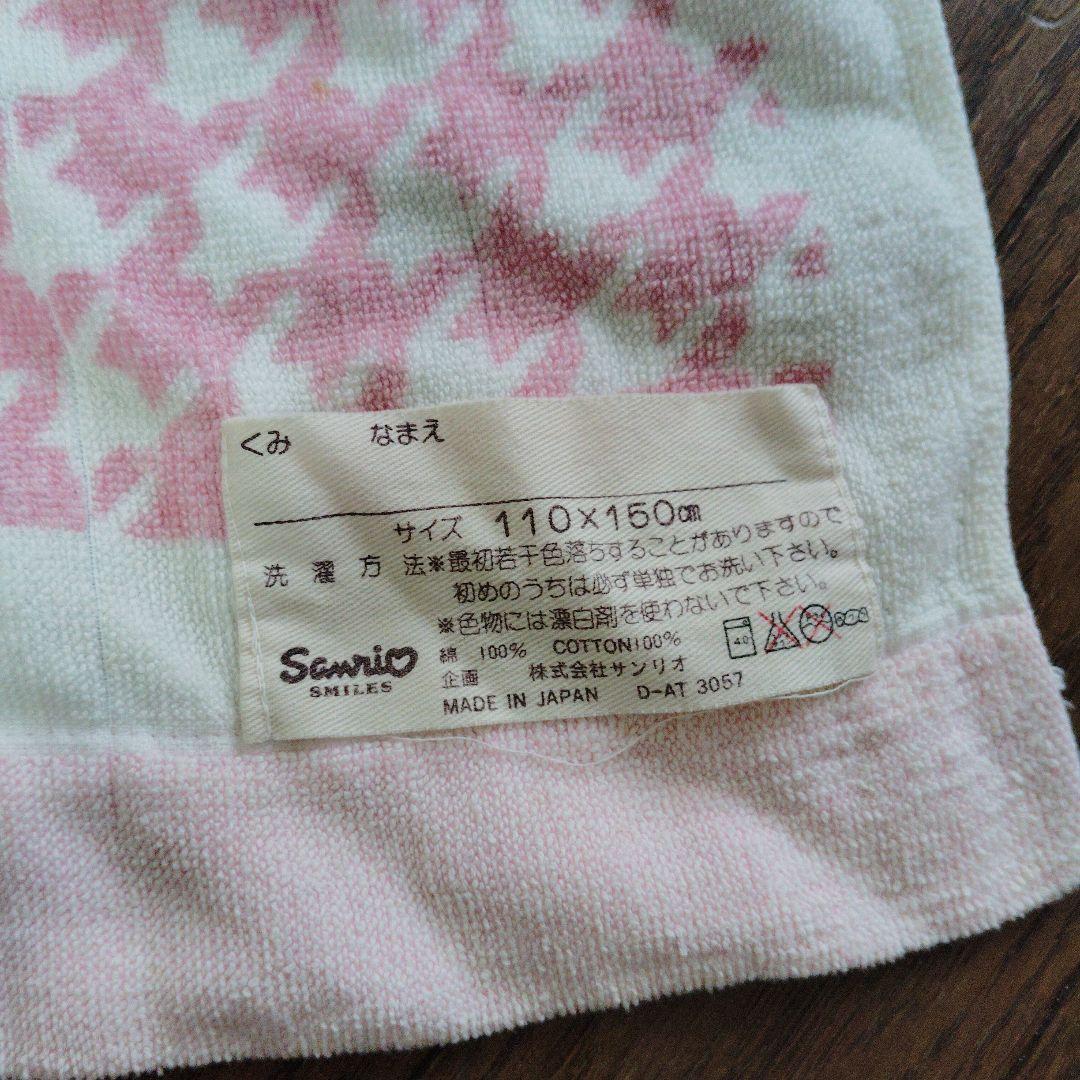 くみ　なまえ
サイズ 110×150㎝
洗濯方法※最初若干色落ちすることがありますので
初めのうちは必ず単独でお洗い下さい。
※色物には漂白剤を使わないで下さい。
Sanrio
SMILES
綿 100% COTTON100%
企画 株式会社サンリオ
MADE IN JAPAN D-AT 3057
40